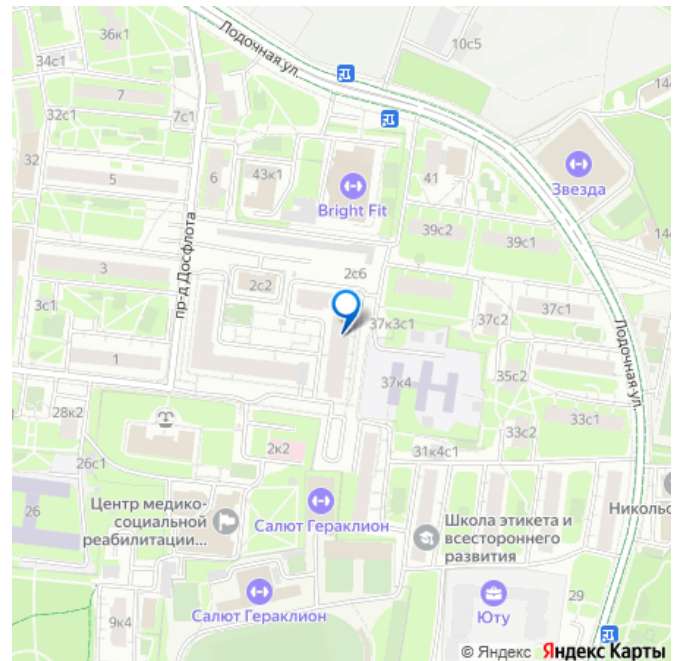 36к1
Лодочная ул.
10с5
34с1
7
14
32с1
7с1
32
5
6
43к1
41
Bright Fit
Звезда
39с2
39с1
14
пр-д Досфлота
3
2с2
2с6
3с1
37к3с1
37с2
37с1
Лодочная ул.
1
37к4
35с2
28к2
33с2
33с1
2к2
31к4с1
26с1
26
Центр медико-
социальной
реабилитации...
Салют Гераклион
Школа этикета и
всестороннего
развития
Никольс
Салют Гераклион
Юту
29
9к4
© Яндекс Яндекс Карты